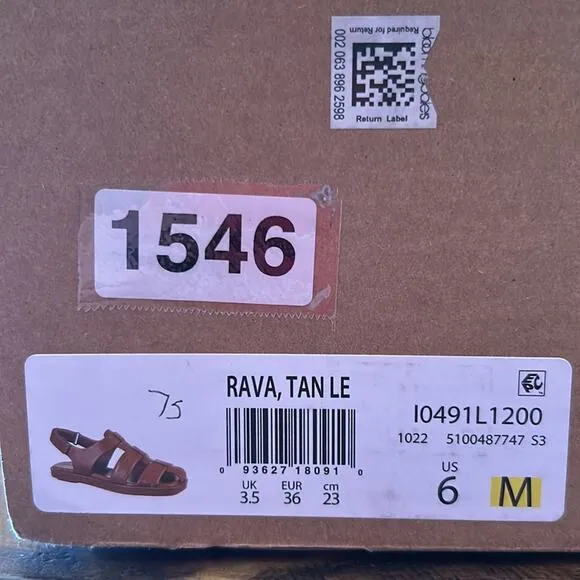 Required for Return
bloomingdales
002 063 896 2598
Return Label
1546
75
RAVA, TAN LE
0 93627 18091 0
UK EUR cm
3.5 36 23
I0491L1200
1022 5100487747 S3
US
6 M